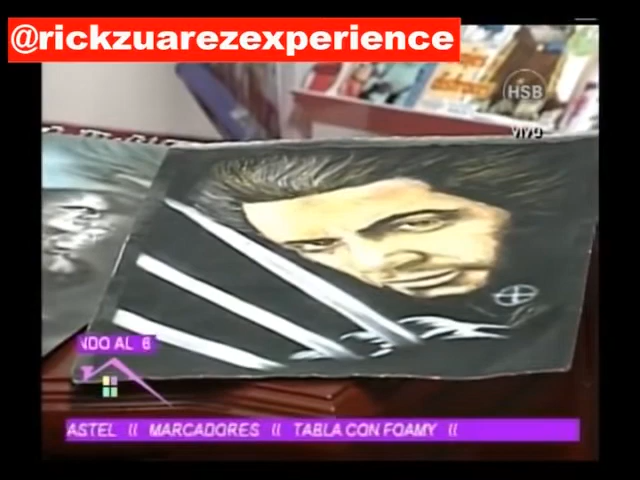 @rickzuarezexperience
HSB
VIVO
NDO AL 6
ASTEL (( MARCADORES (( TABLA CON FOAMY ((